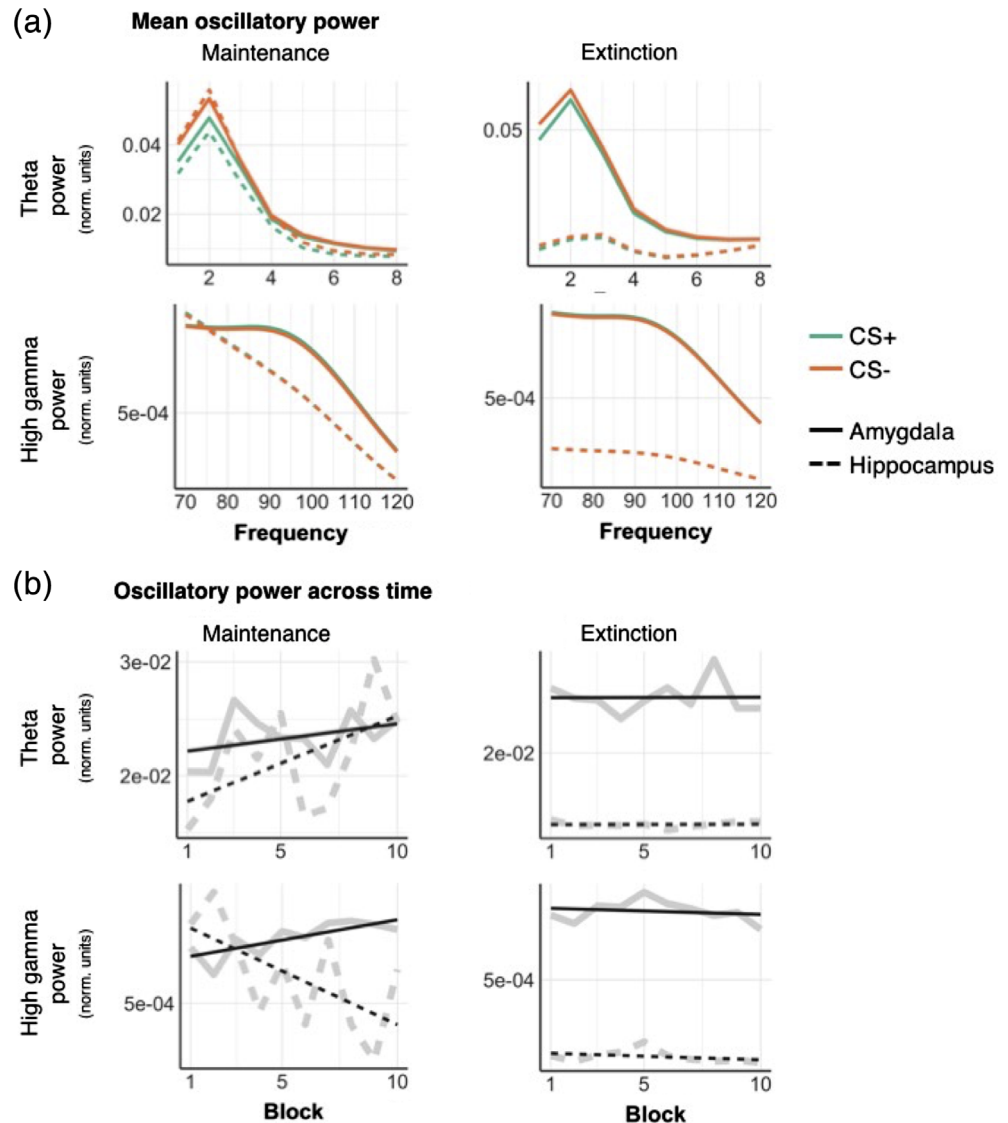 (a)
Mean oscillatory power
Maintenance
Extinction
Theta
power
(norm. units)
0.04
0.02
2 4 6 8
0.05
2 4 6 8
High gamma
power
(norm. units)
5e-04
70 80 90 100 110 120
Frequency
5e-04
70 80 90 100 110 120
Frequency
CS+
CS-
Amygdala
Hippocampus
(b)
Oscillatory power across time
Maintenance
Extinction
Theta
power
(norm. units)
3e-02
2e-02
1 5 10
2e-02
1 5 10
High gamma
power
(norm. units)
5e-04
1 5 10
Block
5e-04
1 5 10
Block